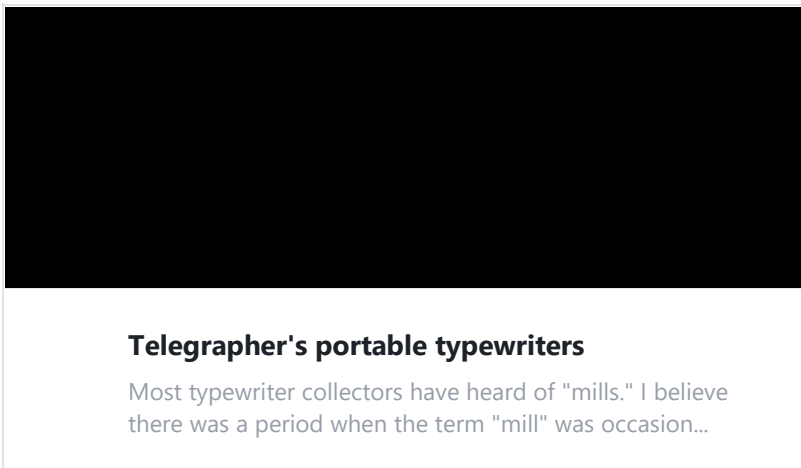 Telegrapher's portable typewriters
Most typewriter collectors have heard of "mills." I believe
there was a period when the term "mill" was occasion...